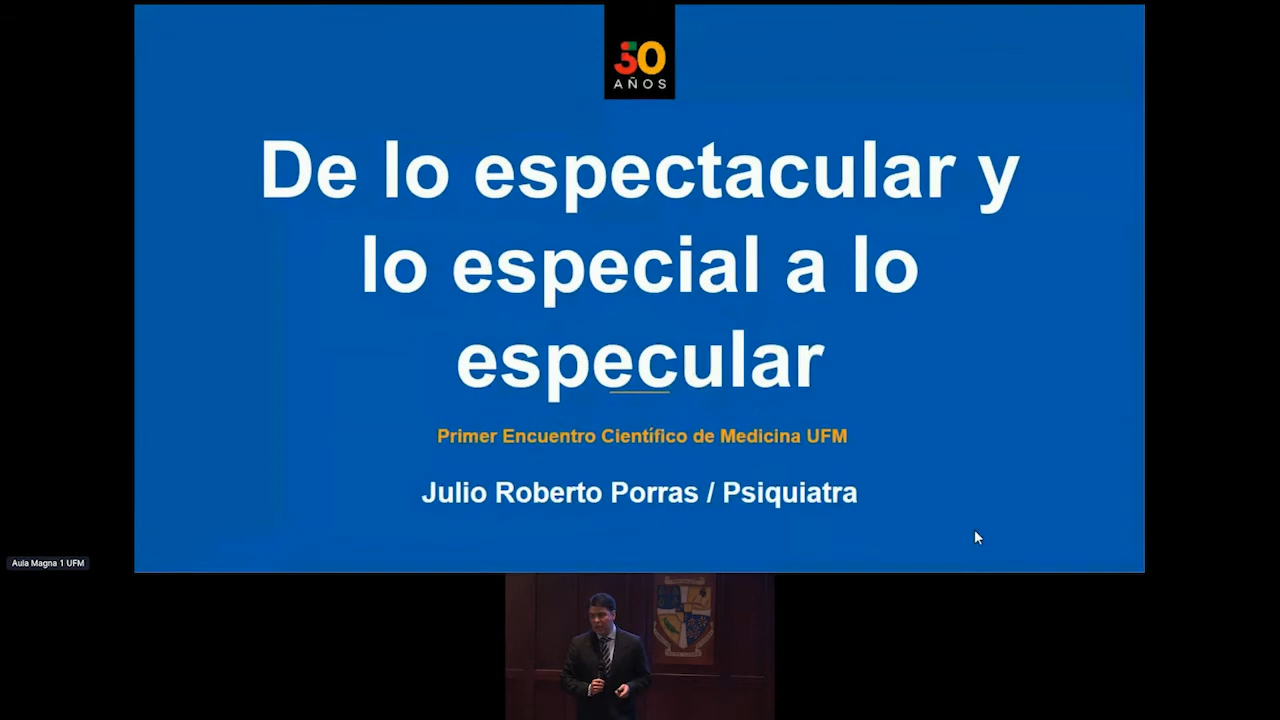 50
AÑOS
De lo espectacular y
lo especial a lo
especular
Primer Encuentro Científico de Medicina UFM
Julio Roberto Porras / Psiquiatra
Aula Magna 1 UFM